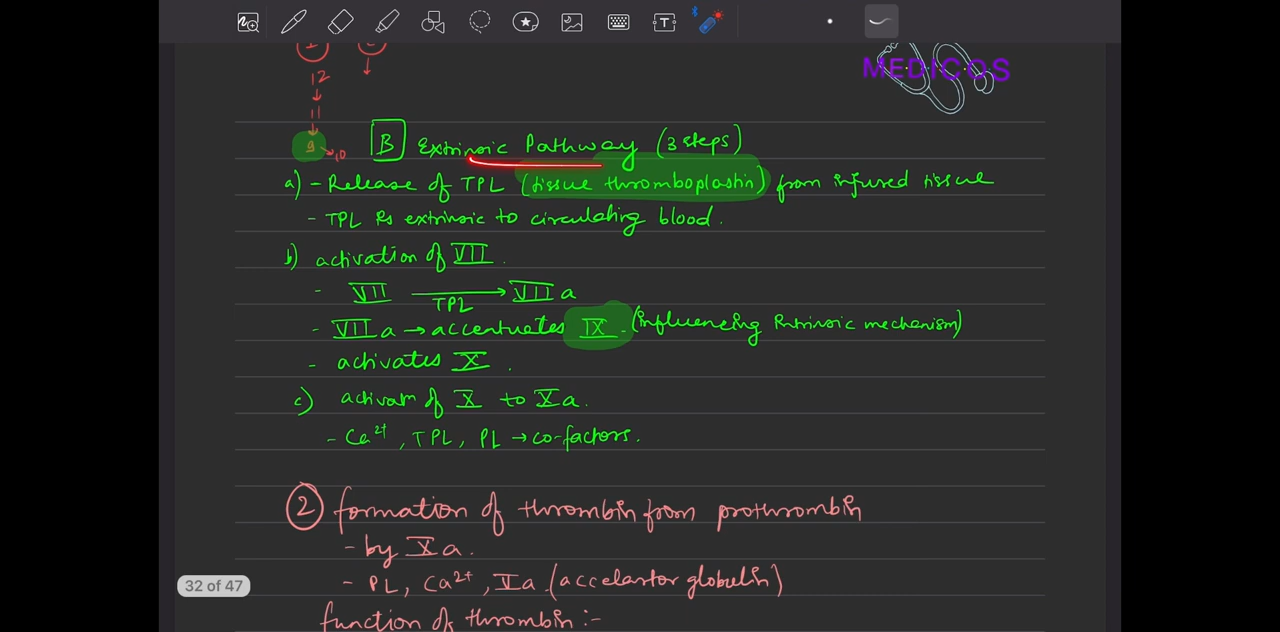 MEDICOS
I
12
11
9 → 10
B Extrinsic Pathway (3 steps)
a) - Release of TPL (tissue thromboplastin) from injured tissue
- TPL is extrinsic to circulating blood.
b) activation of VII.
- VII TPL → VII a
- VII a → accentuates IX - (influencing intrinsic mechanism)
- activates X.
c) activam of X to Xa.
- Ca2+, TPL, PL → co-factors.
2 formation of thrombin from prothrombin
- by Xa.
- PL, Ca2+, Va (accelartor globulin)
32 of 47
function of thrombin :-